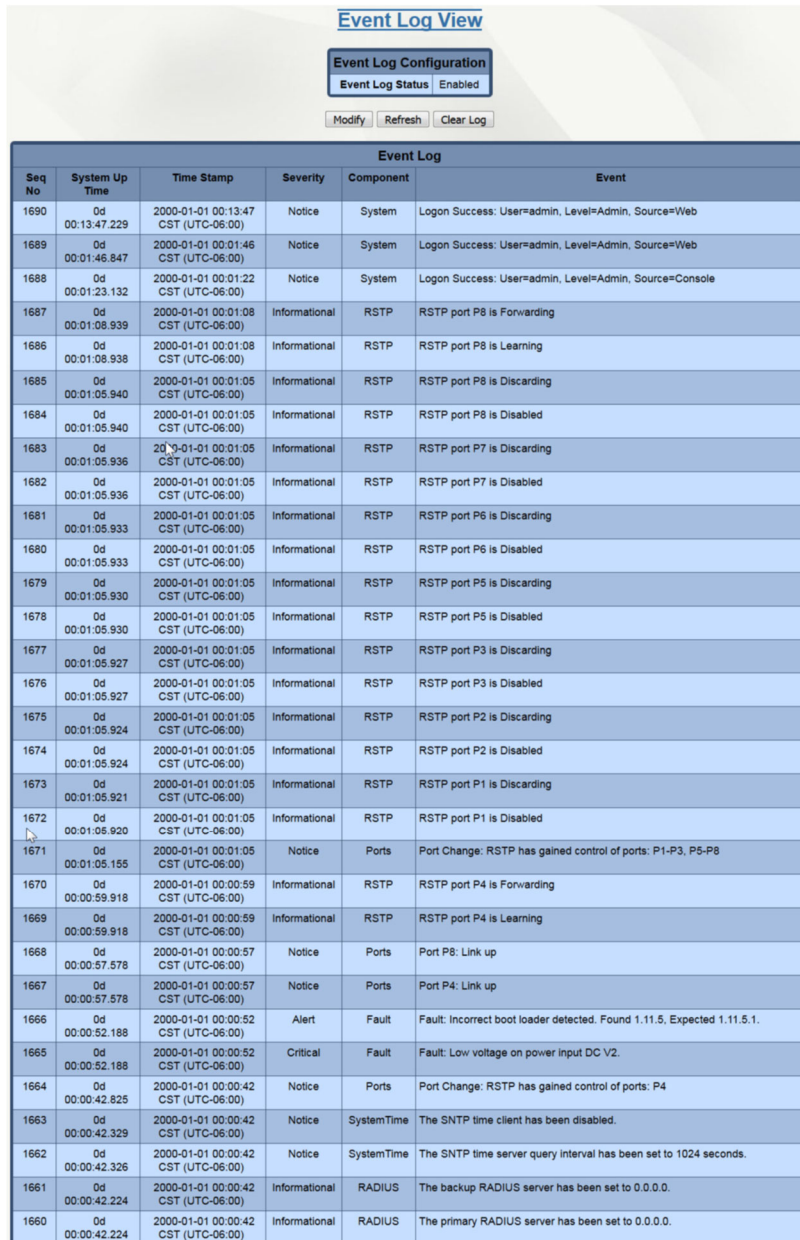 Event Log View
Event Log Configuration
Event Log Status Enabled
Modify Refresh Clear Log
Event Log
Seq No System Up Time Time Stamp Severity Component Event
1690 0d 00:13:47.229 2000-01-01 00:13:47 CST (UTC-06:00) Notice System Logon Success: User=admin, Level=Admin, Source=Web
1689 0d 00:01:46.847 2000-01-01 00:01:46 CST (UTC-06:00) Notice System Logon Success: User=admin, Level=Admin, Source=Web
1688 0d 00:01:23.132 2000-01-01 00:01:22 CST (UTC-06:00) Notice System Logon Success: User=admin, Level=Admin, Source=Console
1687 0d 00:01:08.939 2000-01-01 00:01:08 CST (UTC-06:00) Informational RSTP RSTP port P8 is Forwarding
1686 0d 00:01:08.938 2000-01-01 00:01:08 CST (UTC-06:00) Informational RSTP RSTP port P8 is Learning
1685 0d 00:01:05.940 2000-01-01 00:01:05 CST (UTC-06:00) Informational RSTP RSTP port P8 is Discarding
1684 0d 00:01:05.940 2000-01-01 00:01:05 CST (UTC-06:00) Informational RSTP RSTP port P8 is Disabled
1683 0d 00:01:05.936 2000-01-01 00:01:05 CST (UTC-06:00) Informational RSTP RSTP port P7 is Discarding
1682 0d 00:01:05.936 2000-01-01 00:01:05 CST (UTC-06:00) Informational RSTP RSTP port P7 is Disabled
1681 0d 00:01:05.933 2000-01-01 00:01:05 CST (UTC-06:00) Informational RSTP RSTP port P6 is Discarding
1680 0d 00:01:05.933 2000-01-01 00:01:05 CST (UTC-06:00) Informational RSTP RSTP port P6 is Disabled
1679 0d 00:01:05.930 2000-01-01 00:01:05 CST (UTC-06:00) Informational RSTP RSTP port P5 is Discarding
1678 0d 00:01:05.930 2000-01-01 00:01:05 CST (UTC-06:00) Informational RSTP RSTP port P5 is Disabled
1677 0d 00:01:05.927 2000-01-01 00:01:05 CST (UTC-06:00) Informational RSTP RSTP port P3 is Discarding
1676 0d 00:01:05.927 2000-01-01 00:01:05 CST (UTC-06:00) Informational RSTP RSTP port P3 is Disabled
1675 0d 00:01:05.924 2000-01-01 00:01:05 CST (UTC-06:00) Informational RSTP RSTP port P2 is Discarding
1674 0d 00:01:05.924 2000-01-01 00:01:05 CST (UTC-06:00) Informational RSTP RSTP port P2 is Disabled
1673 0d 00:01:05.921 2000-01-01 00:01:05 CST (UTC-06:00) Informational RSTP RSTP port P1 is Discarding
1672 0d 00:01:05.920 2000-01-01 00:01:05 CST (UTC-06:00) Informational RSTP RSTP port P1 is Disabled
1671 0d 00:01:05.155 2000-01-01 00:01:05 CST (UTC-06:00) Notice Ports Port Change: RSTP has gained control of ports: P1-P3, P5-P8
1670 0d 00:00:59.918 2000-01-01 00:00:59 CST (UTC-06:00) Informational RSTP RSTP port P4 is Forwarding
1669 0d 00:00:59.918 2000-01-01 00:00:59 CST (UTC-06:00) Informational RSTP RSTP port P4 is Learning
1668 0d 00:00:57.578 2000-01-01 00:00:57 CST (UTC-06:00) Notice Ports Port P8: Link up
1667 0d 00:00:57.578 2000-01-01 00:00:57 CST (UTC-06:00) Notice Ports Port P4: Link up
1666 0d 00:00:52.188 2000-01-01 00:00:52 CST (UTC-06:00) Alert Fault Fault: Incorrect boot loader detected. Found 1.11.5, Expected 1.11.5.1.
1665 0d 00:00:52.188 2000-01-01 00:00:52 CST (UTC-06:00) Critical Fault Fault: Low voltage on power input DC V2.
1664 0d 00:00:42.825 2000-01-01 00:00:42 CST (UTC-06:00) Notice Ports Port Change: RSTP has gained control of ports: P4
1663 0d 00:00:42.329 2000-01-01 00:00:42 CST (UTC-06:00) Notice SystemTime The SNTP time client has been disabled.
1662 0d 00:00:42.326 2000-01-01 00:00:42 CST (UTC-06:00) Notice SystemTime The SNTP time server query interval has been set to 1024 seconds.
1661 0d 00:00:42.224 2000-01-01 00:00:42 CST (UTC-06:00) Informational RADIUS The backup RADIUS server has been set to 0.0.0.0.
1660 0d 00:00:42.224 2000-01-01 00:00:42 CST (UTC-06:00) Informational RADIUS The primary RADIUS server has been set to 0.0.0.0.